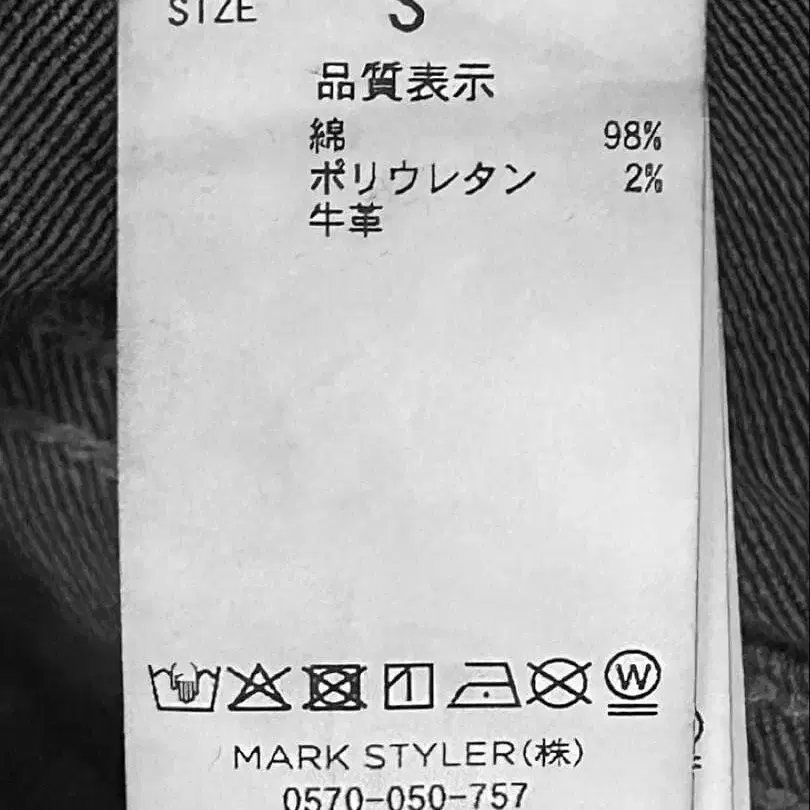 SIZE S
品質表示
綿 98%
ポリウレタン 2%
牛革
W
MARK STYLER(株)
0570-050-757